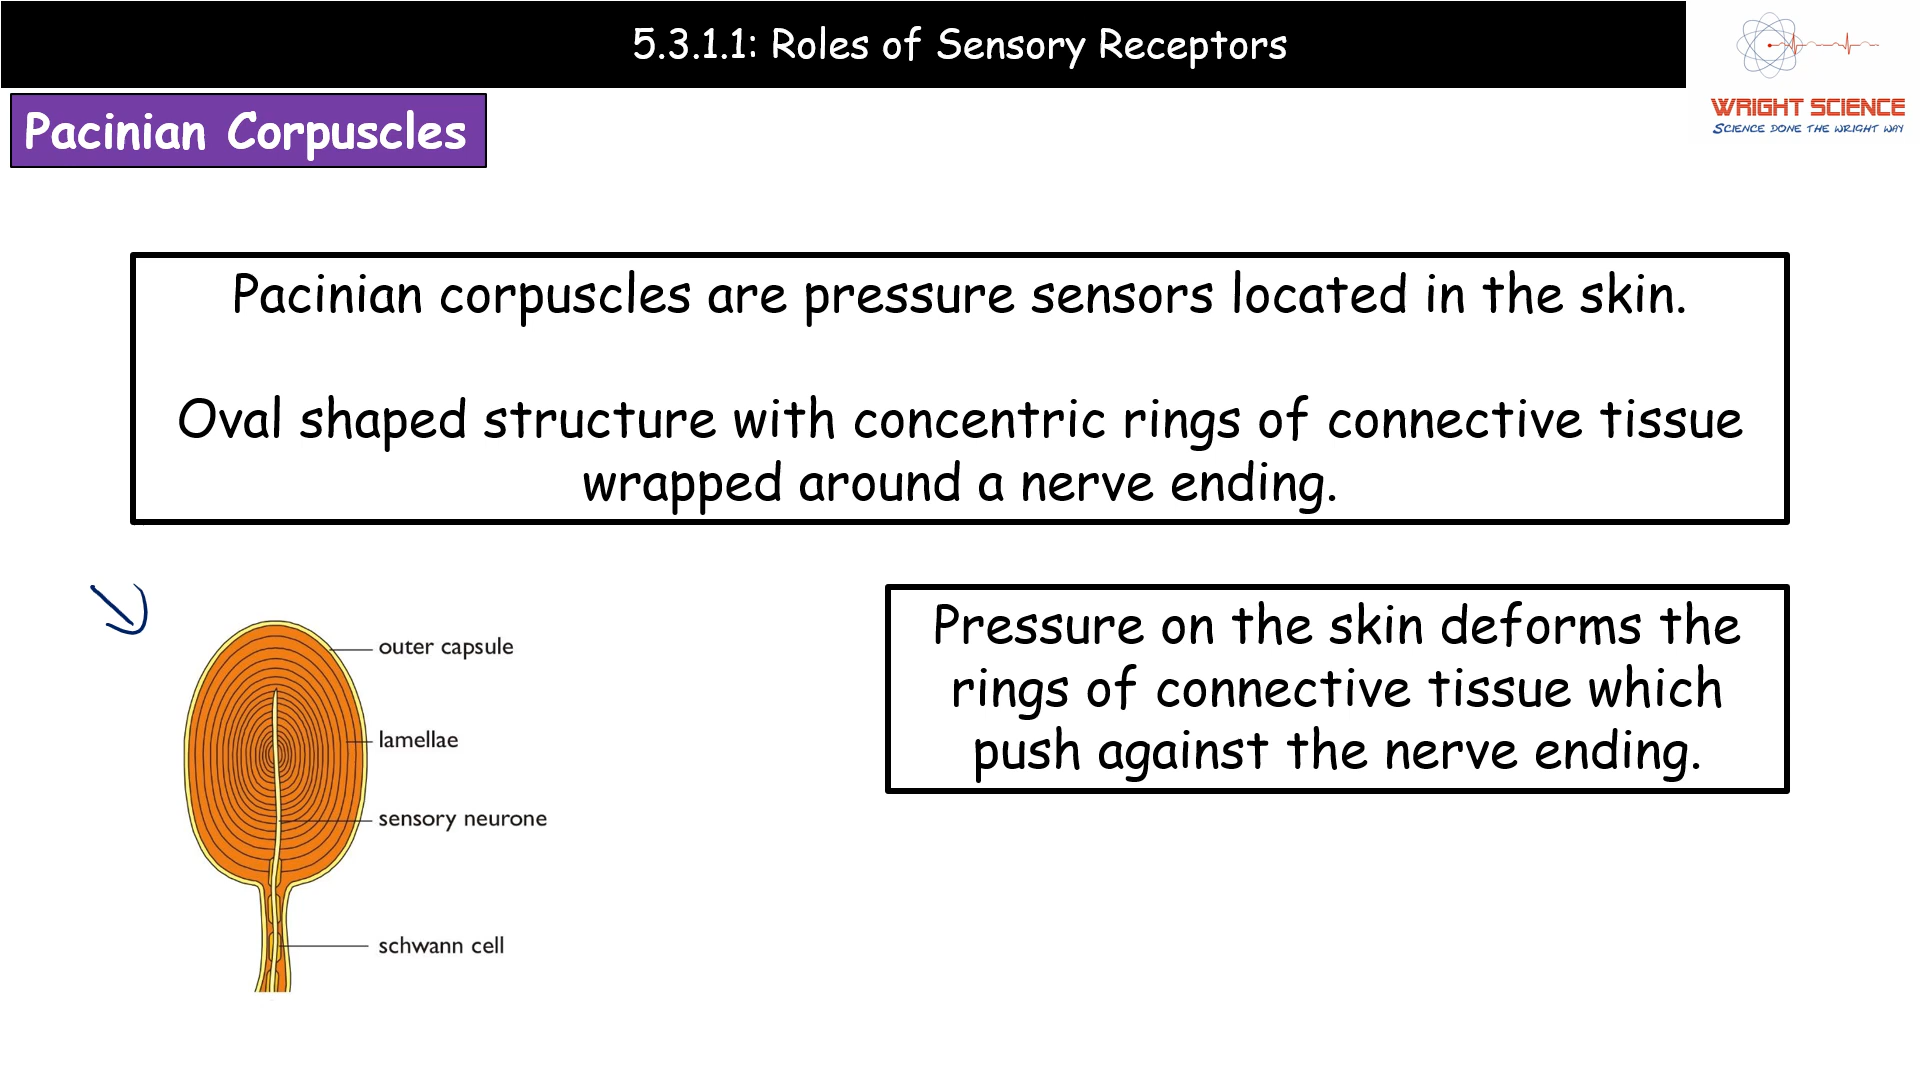 5.3.1.1: Roles of Sensory Receptors
WRIGHT SCIENCE
SCIENCE DONE THE WRIGHT WAY
Pacinian Corpuscles
Pacinian corpuscles are pressure sensors located in the skin.
Oval shaped structure with concentric rings of connective tissue
wrapped around a nerve ending.
outer capsule
lamellae
sensory neurone
schwann cell
Pressure on the skin deforms the
rings of connective tissue which
push against the nerve ending.